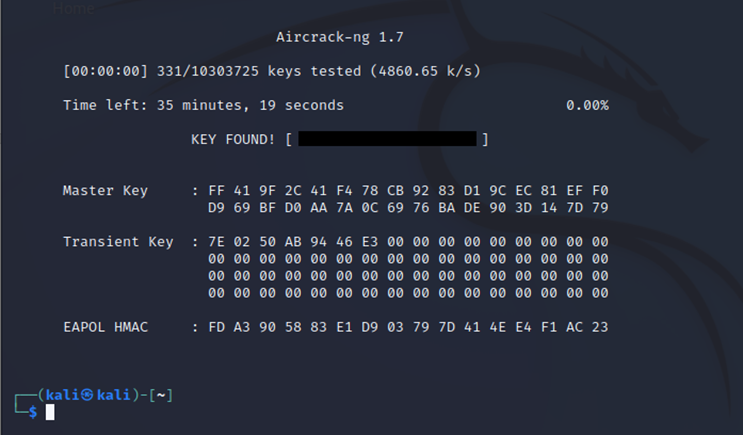 Home
Aircrack-ng 1.7
[00:00:00] 331/10303725 keys tested (4860.65 k/s)
Time left: 35 minutes, 19 seconds 0.00%
KEY FOUND! [ ]
Master Key : FF 41 9F 2C 41 F4 78 CB 92 83 D1 9C EC 81 EF F0
D9 69 BF D0 AA 7A 0C 69 76 BA DE 90 3D 14 7D 79
Transient Key : 7E 02 50 AB 94 46 E3 00 00 00 00 00 00 00 00 00
00 00 00 00 00 00 00 00 00 00 00 00 00 00 00 00
00 00 00 00 00 00 00 00 00 00 00 00 00 00 00 00
00 00 00 00 00 00 00 00 00 00 00 00 00 00 00 00
EAPOL HMAC : FD A3 90 58 83 E1 D9 03 79 7D 41 4E E4 F1 AC 23
┌──(kali㉿kali)-[~]
└─$